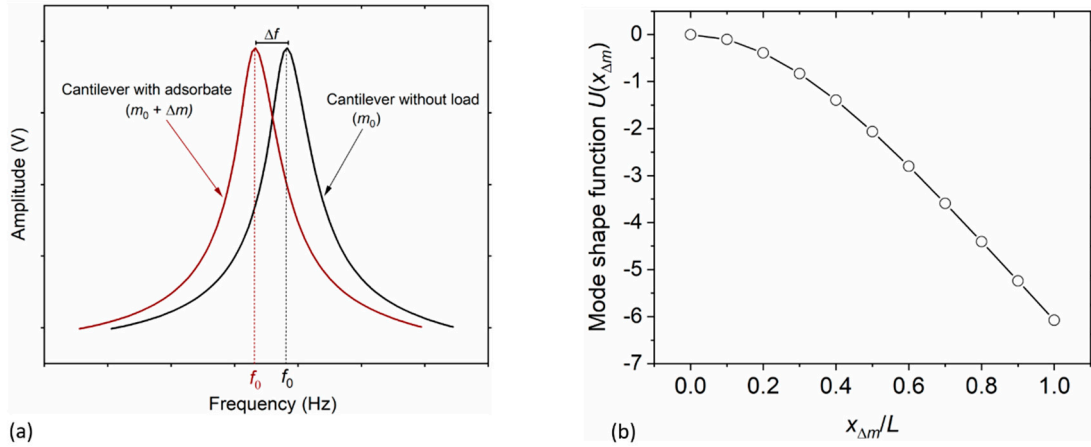 Δf
Cantilever with adsorbate
(m₀ + Δm)
Cantilever without load
(m₀)
Amplitude (V)
f₀ f₀
Frequency (Hz)
(a)
Mode shape function U(xΔm)
0
-1
-2
-3
-4
-5
-6
-7
0.0 0.2 0.4 0.6 0.8 1.0
xΔm/L
(b)